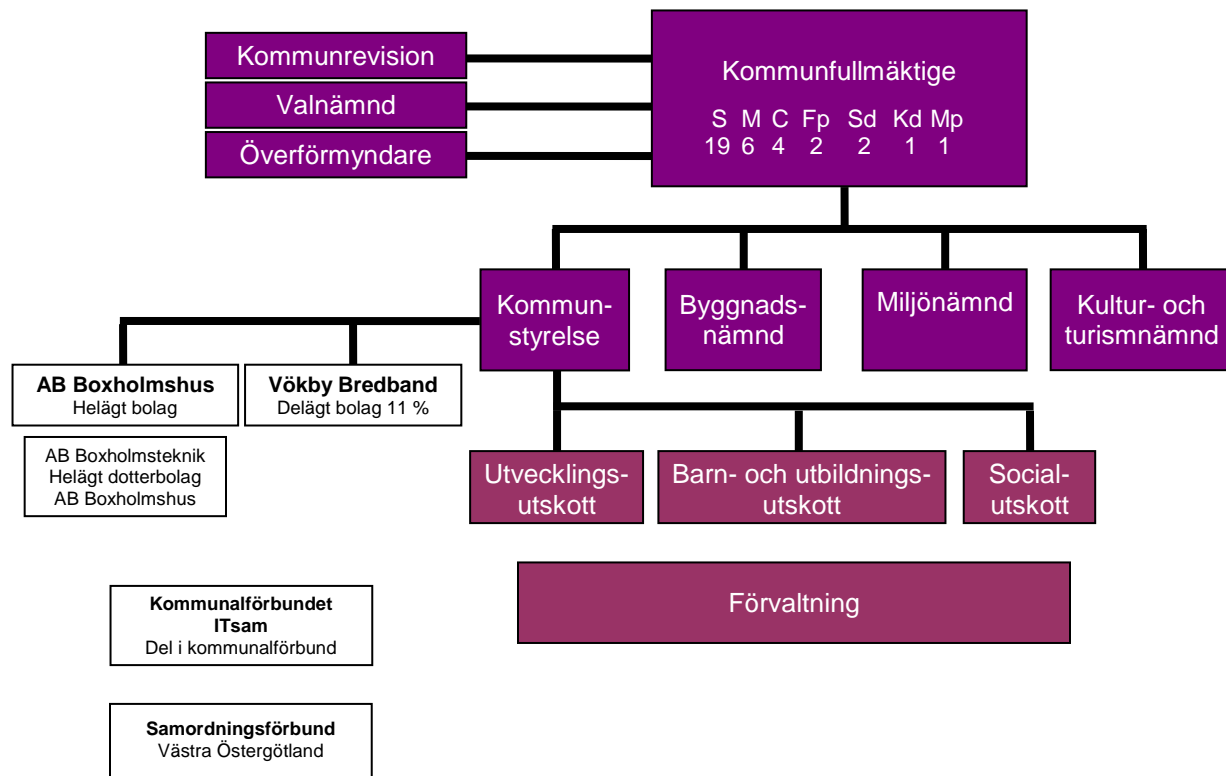 Kommunrevision
Valnämnd
Överförmyndare
Kommunfullmäktige
S M C Fp Sd Kd Mp
19 6 4 2 2 1 1
Kommun-
styrelse
Byggnads-
nämnd
Miljönämnd
Kultur- och
turismnämnd
AB Boxholmshus
Helägt bolag
Vökby Bredband
Delägt bolag 11 %
AB Boxholmsteknik
Helägt dotterbolag
AB Boxholmshus
Utvecklings-
utskott
Barn- och utbildnings-
utskott
Social-
utskott
Förvaltning
Kommunalförbundet
ITsam
Del i kommunalförbund
Samordningsförbund
Västra Östergötland